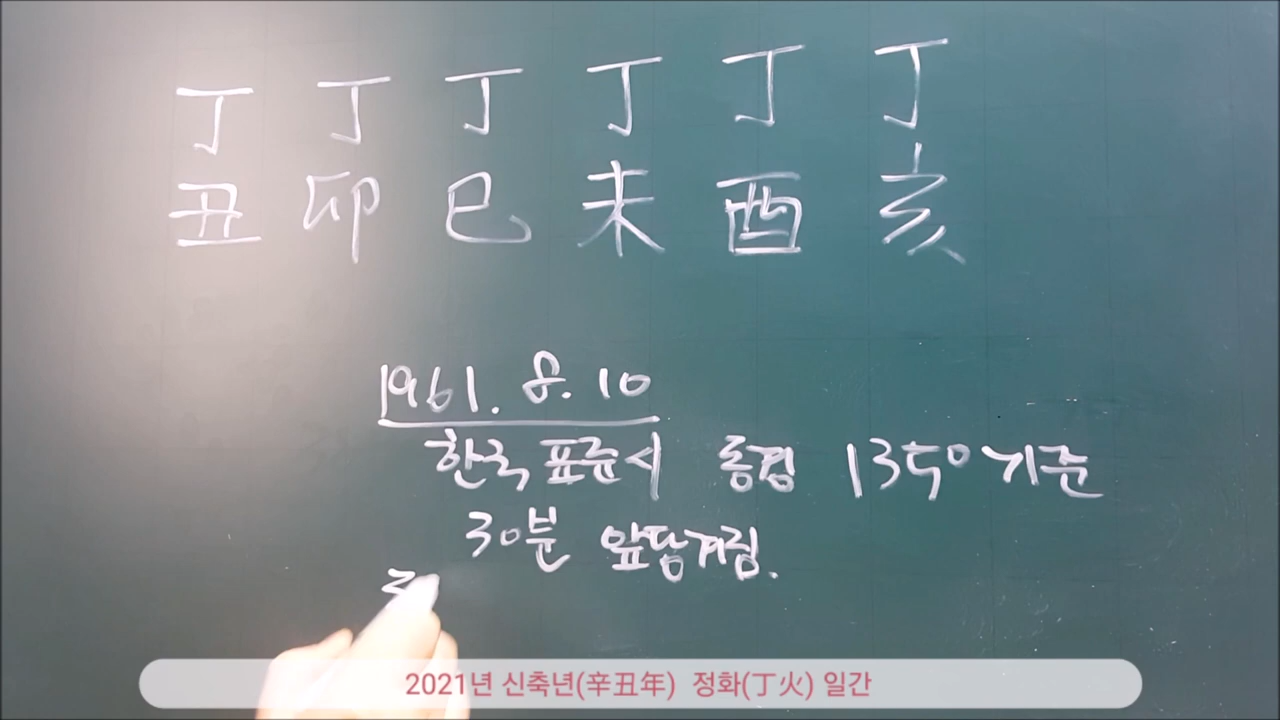 丁 丁 丁 丁 丁 丁
丑 卯 巳 未 酉 亥
1961. 8. 10
한국 표준시 동경 135° 기준
30분 앞당겨짐.
2021년 신축년(辛丑年) 정화(丁火) 일간